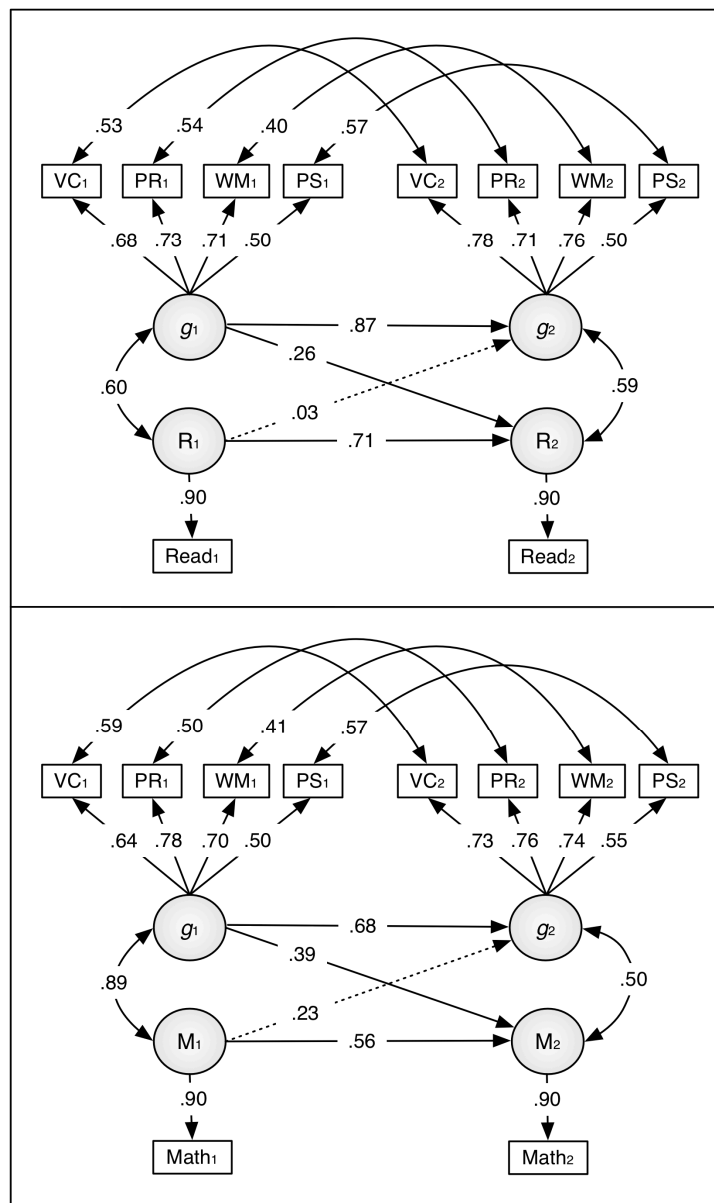 .53 .54 .40 .57
VC1 PR1 WM1 PS1 VC2 PR2 WM2 PS2
.68 .73 .71 .50 .78 .71 .76 .50
g1 .87 g2
.26
.60 .59
.03
R1 .71 R2
.90 .90
Read1 Read2
.59 .50 .41 .57
VC1 PR1 WM1 PS1 VC2 PR2 WM2 PS2
.64 .78 .70 .50 .73 .76 .74 .55
g1 .68 g2
.39
.89 .50
.23
M1 .56 M2
.90 .90
Math1 Math2